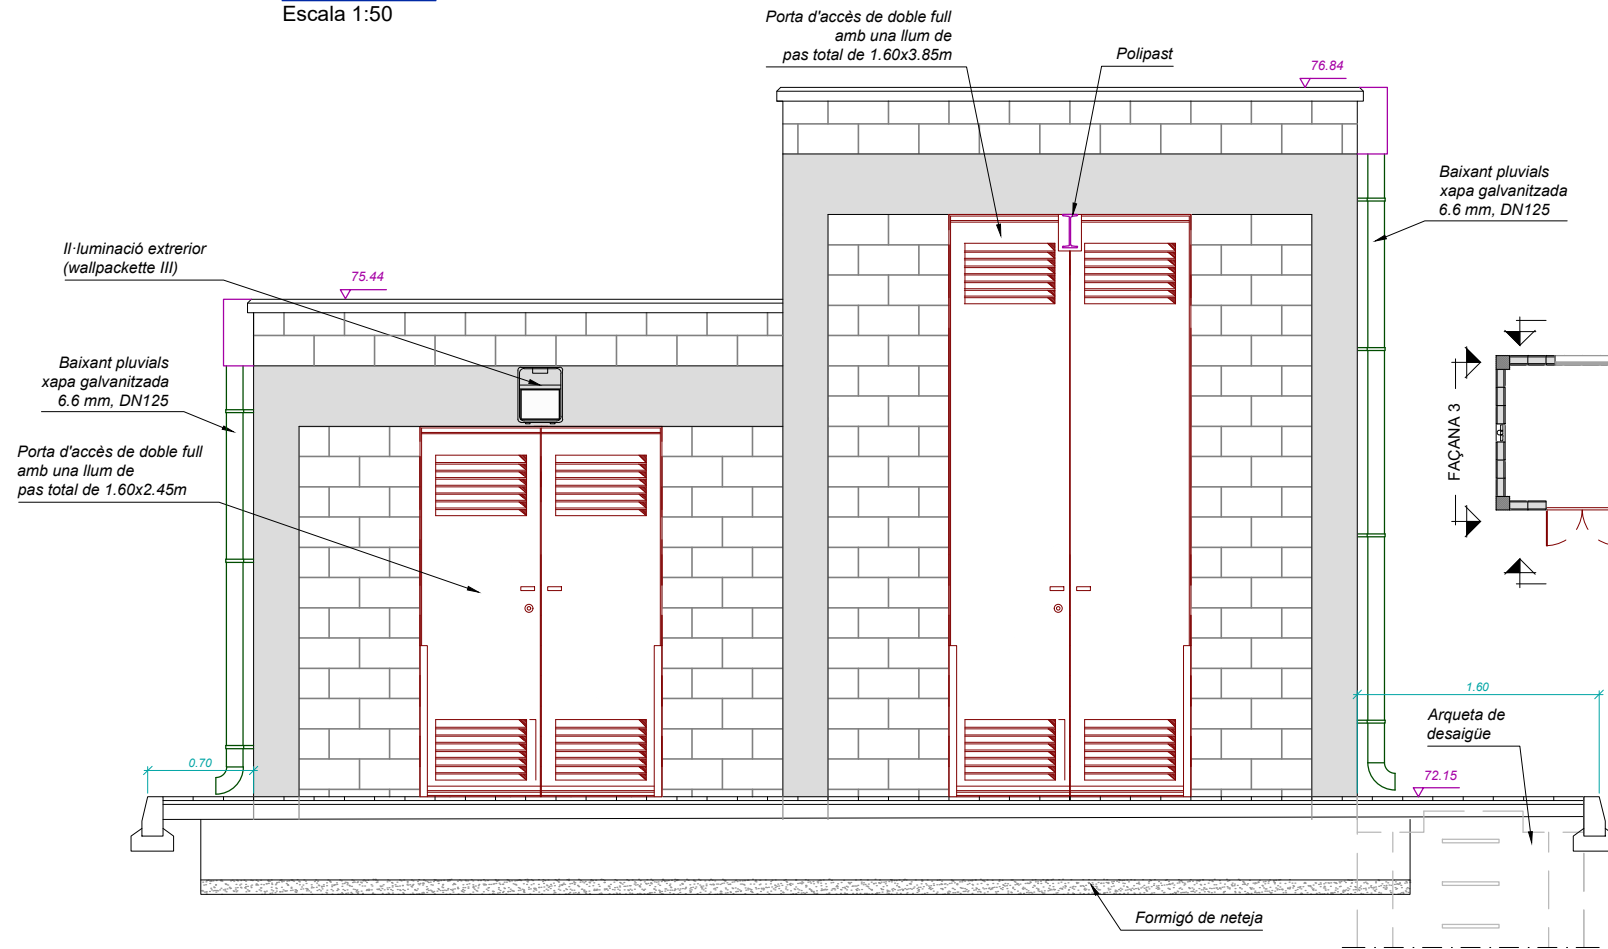 Escala 1:50
Porta d'accès de doble full
amb una llum de
pas total de 1.60x3.85m
Polipast
76.84
Baixant pluvials
xapa galvanitzada
6.6 mm, DN125
Il·luminació extrerior
(wallpackette III)
75.44
Baixant pluvials
xapa galvanitzada
6.6 mm, DN125
Porta d'accès de doble full
amb una llum de
pas total de 1.60x2.45m
FAÇANA 3
1.60
Arqueta de
desaigüe
0.70
72.15
Formigó de neteja